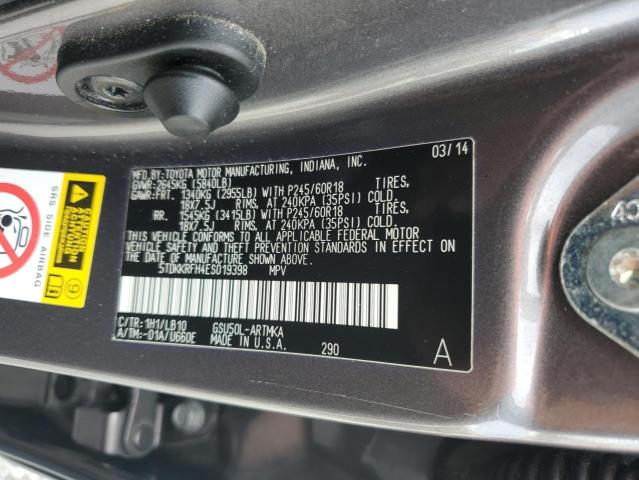 MFD. BY: TOYOTA MOTOR MANUFACTURING, INDIANA, INC. 03/14
GVWR: 2645KG (5840LB)
GAWR: FRT. 1340KG (2955LB) WITH P245/60R18 TIRES,
18X7.5J RIMS, AT 240KPA (35PSI) COLD
RR. 1545KG (3415LB) WITH P245/60R18 TIRES,
18X7.5J RIMS, AT 240KPA (35PSI) COLD
THIS VEHICLE CONFORMS TO ALL APPLICABLE FEDERAL MOTOR
VEHICLE SAFETY AND THEFT PREVENTION STANDARDS IN EFFECT
ON THE DATE OF MANUFACTURE SHOWN ABOVE.
5TDKKRFH4ES019398 MPV
C/TR: 1H1/LB10 GSU50L-ARTMKA
A/TM: -01A/U660E MADE IN U.S.A. 290 A
SRS SIDE AIRBAG
9